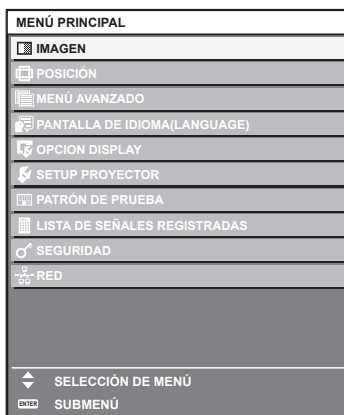 MENÚ PRINCIPAL
IMAGEN
POSICIÓN
MENÚ AVANZADO
PANTALLA DE IDIOMA(LANGUAGE)
OPCION DISPLAY
SETUP PROYECTOR
PATRÓN DE PRUEBA
LISTA DE SEÑALES REGISTRADAS
SEGURIDAD
RED
SELECCIÓN DE MENÚ
ENTER SUBMENÚ